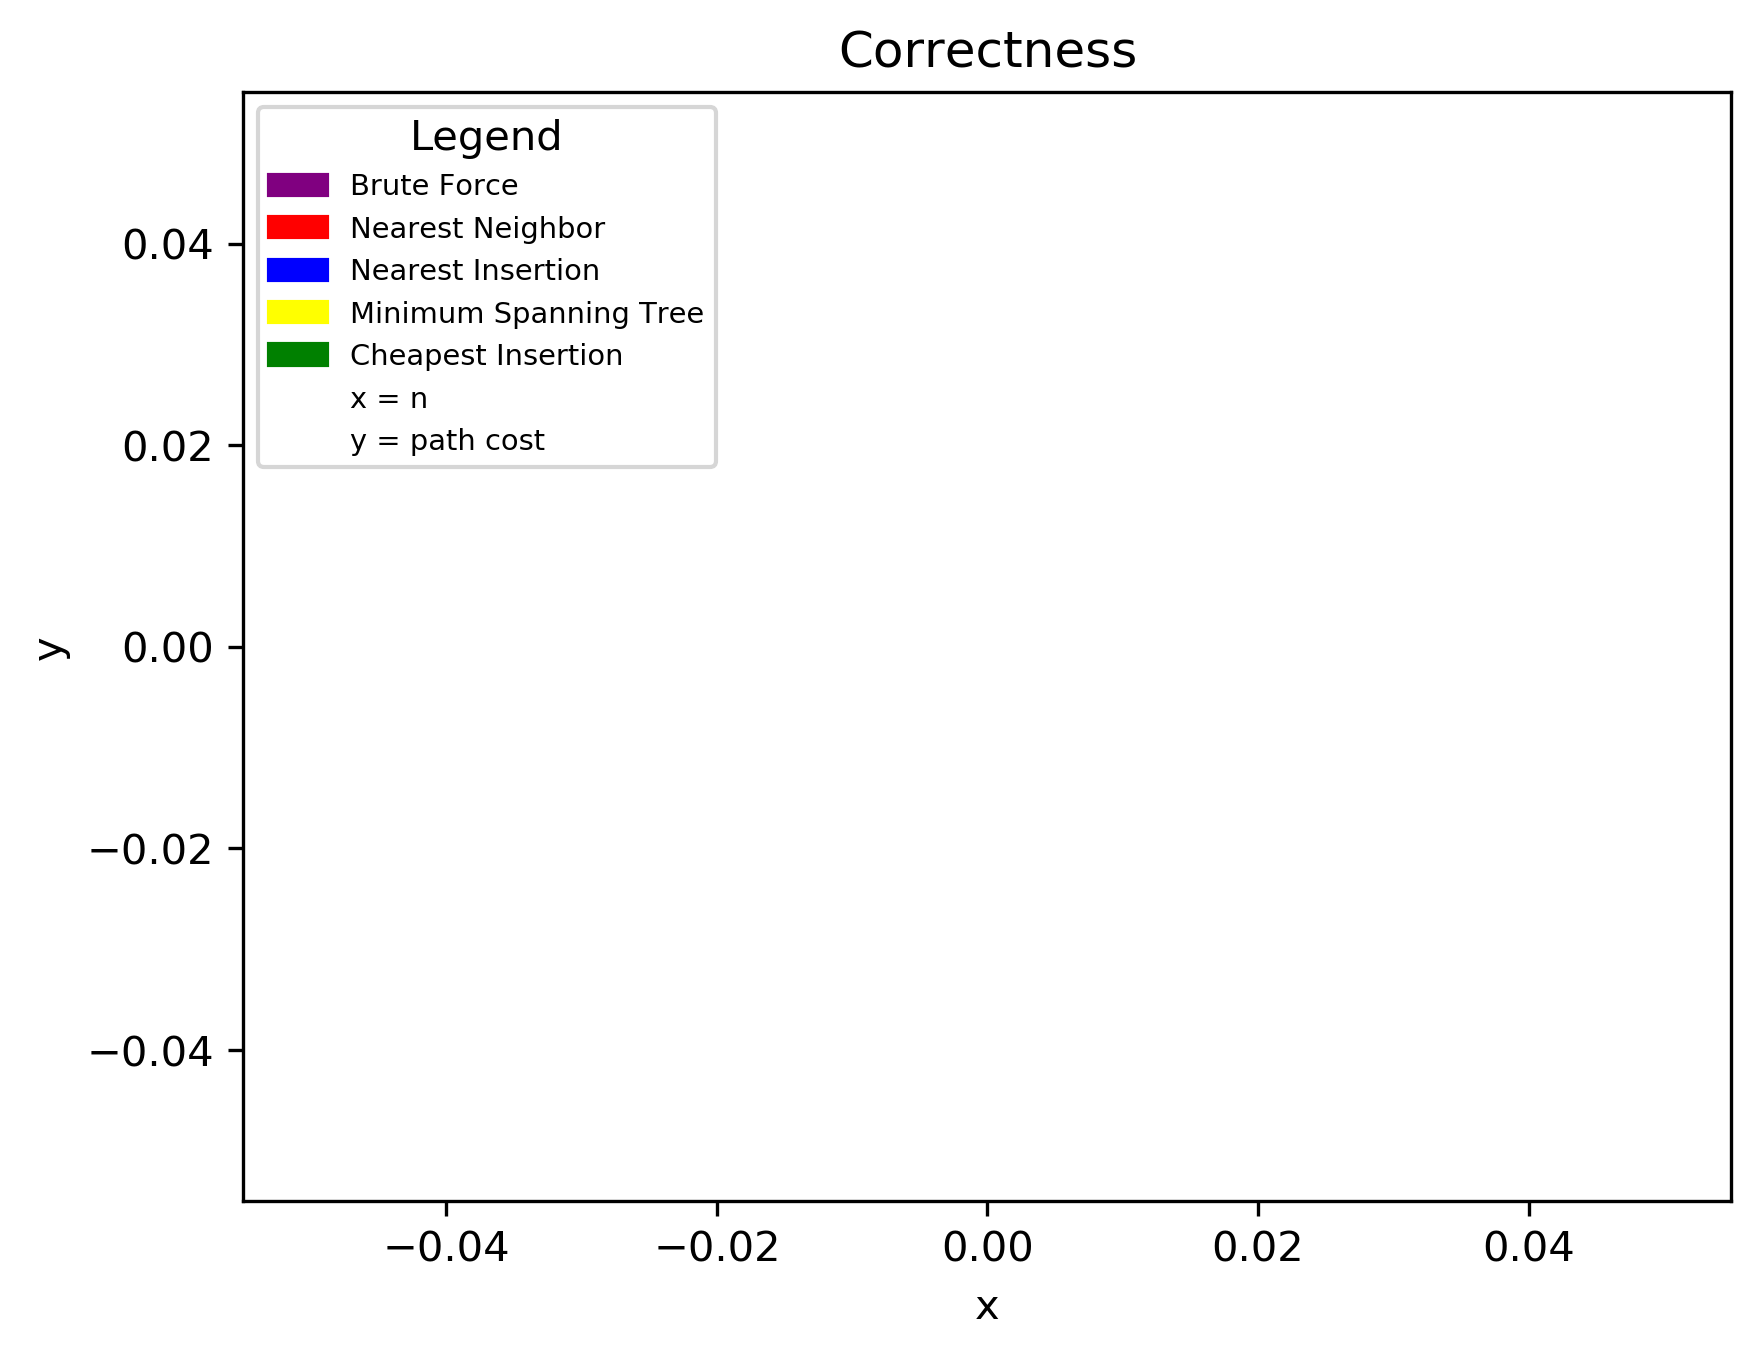 Correctness
Legend
Brute Force
Nearest Neighbor
Nearest Insertion
Minimum Spanning Tree
Cheapest Insertion
x = n
y = path cost
0.04
0.02
0.00
−0.02
−0.04
y
−0.04 −0.02 0.00 0.02 0.04
x